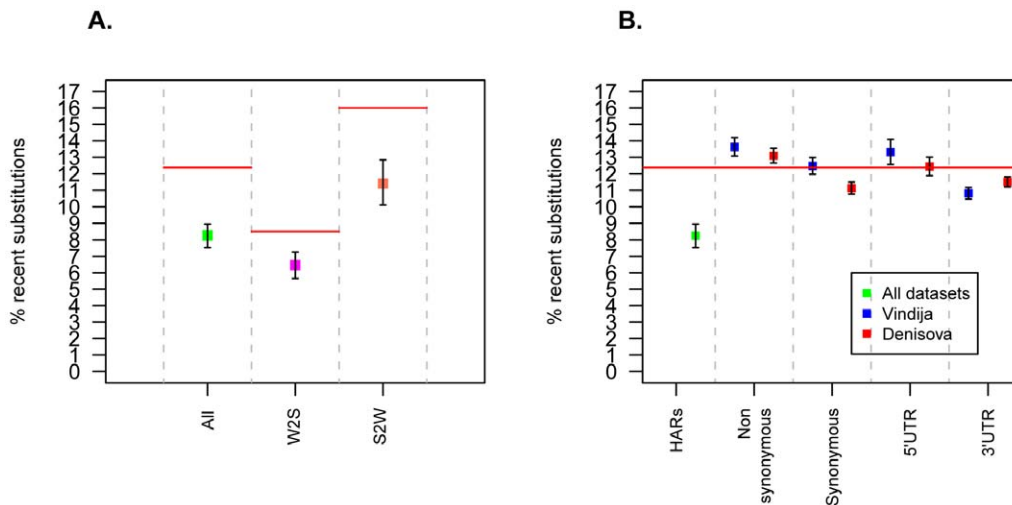 A.
% recent substitutions
17
16
15
14
13
12
11
10
9
8
7
6
5
4
3
2
1
0
All
W2S
S2W
B.
% recent substitutions
17
16
15
14
13
12
11
10
9
8
7
6
5
4
3
2
1
0
All datasets
Vindija
Denisova
HARs
Non
synonymous
Synonymous
5'UTR
3'UTR